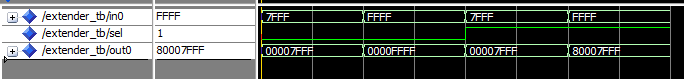 /extender_tb/in0 FFFF 7FFF FFFF 7FFF FFFF
/extender_tb/sel 1
/extender_tb/out0 80007FFF 00007FFF 0000FFFF 00007FFF 80007FFF